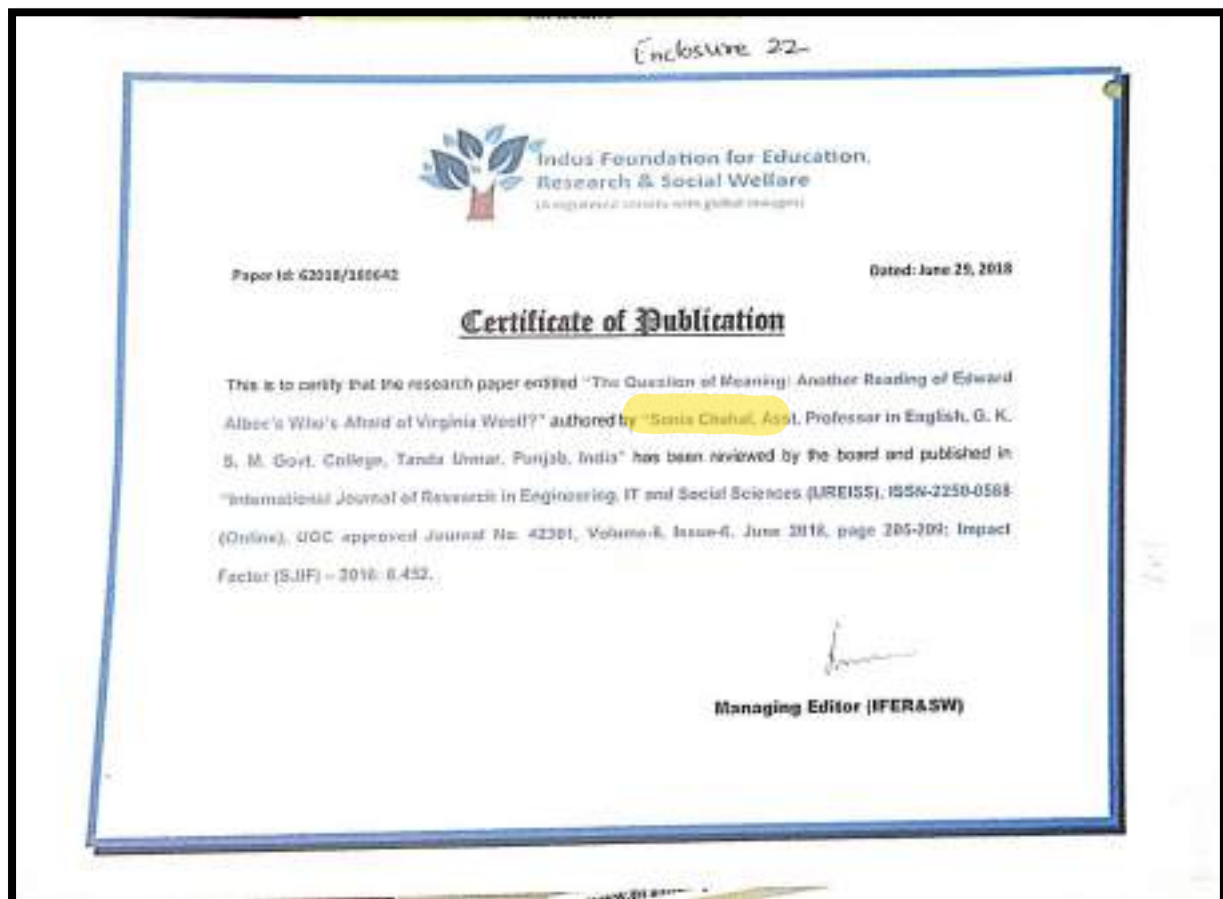 Enclosure 22
Indus Foundation for Education,
Research & Social Welfare
(A registered society with global
Paper Id: 62018/
Dated: June 29, 2018
Certificate of Publication
This is to certify that the research paper entitled "The Question of Meaning: Another Reading of Edward
Albee's Who's Afraid of Virginia Woolf?" authored by "Sonia Chahal, Asst. Professor in English, G. K.
S. M. Govt. College, Tanda Urmar, Punjab, India" has been reviewed by the board and published in
"International Journal of Research in Engineering, IT and Social Sciences (IJREISS), ISSN-2250-0588
(Online), UGC approved Journal No. 42301, Volume-8, Issue-6, June 2018, page 205-209; Impact
Factor (SJIF) – 6.452.
Managing Editor (IFER&SW)